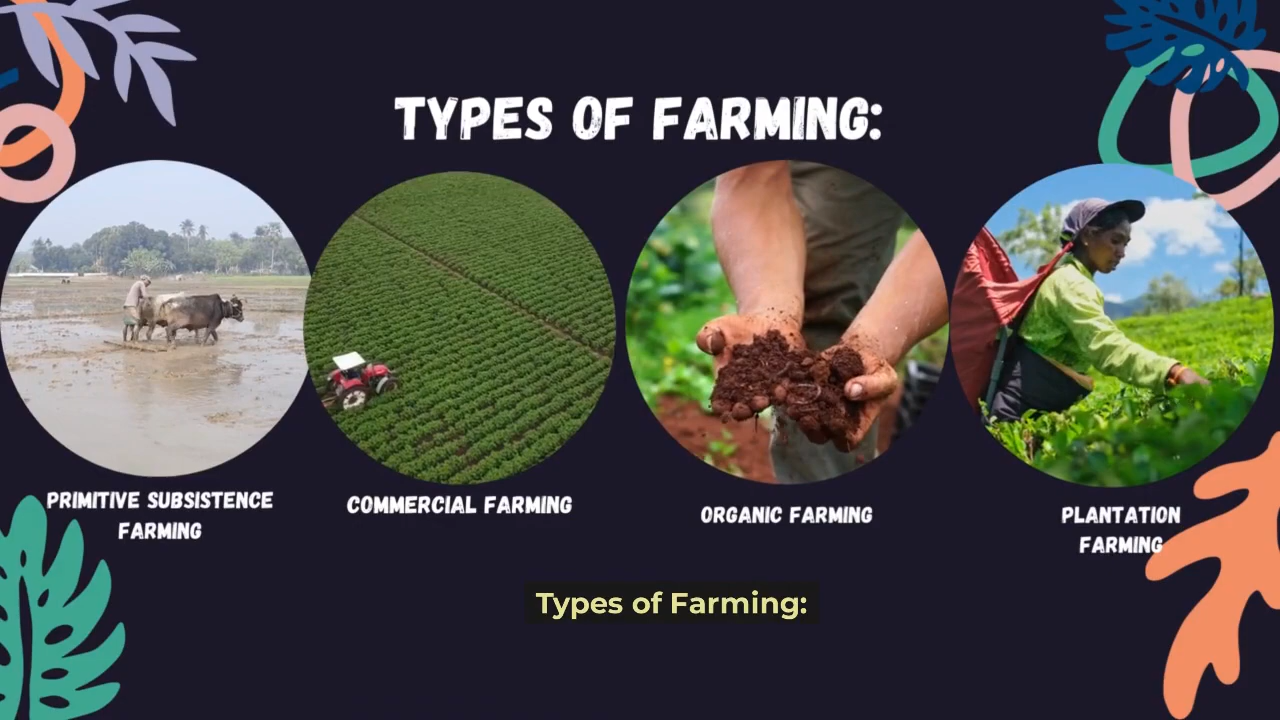 TYPES OF FARMING:
PRIMITIVE SUBSISTENCE
FARMING
COMMERCIAL FARMING
ORGANIC FARMING
PLANTATION
FARMING
Types of Farming: